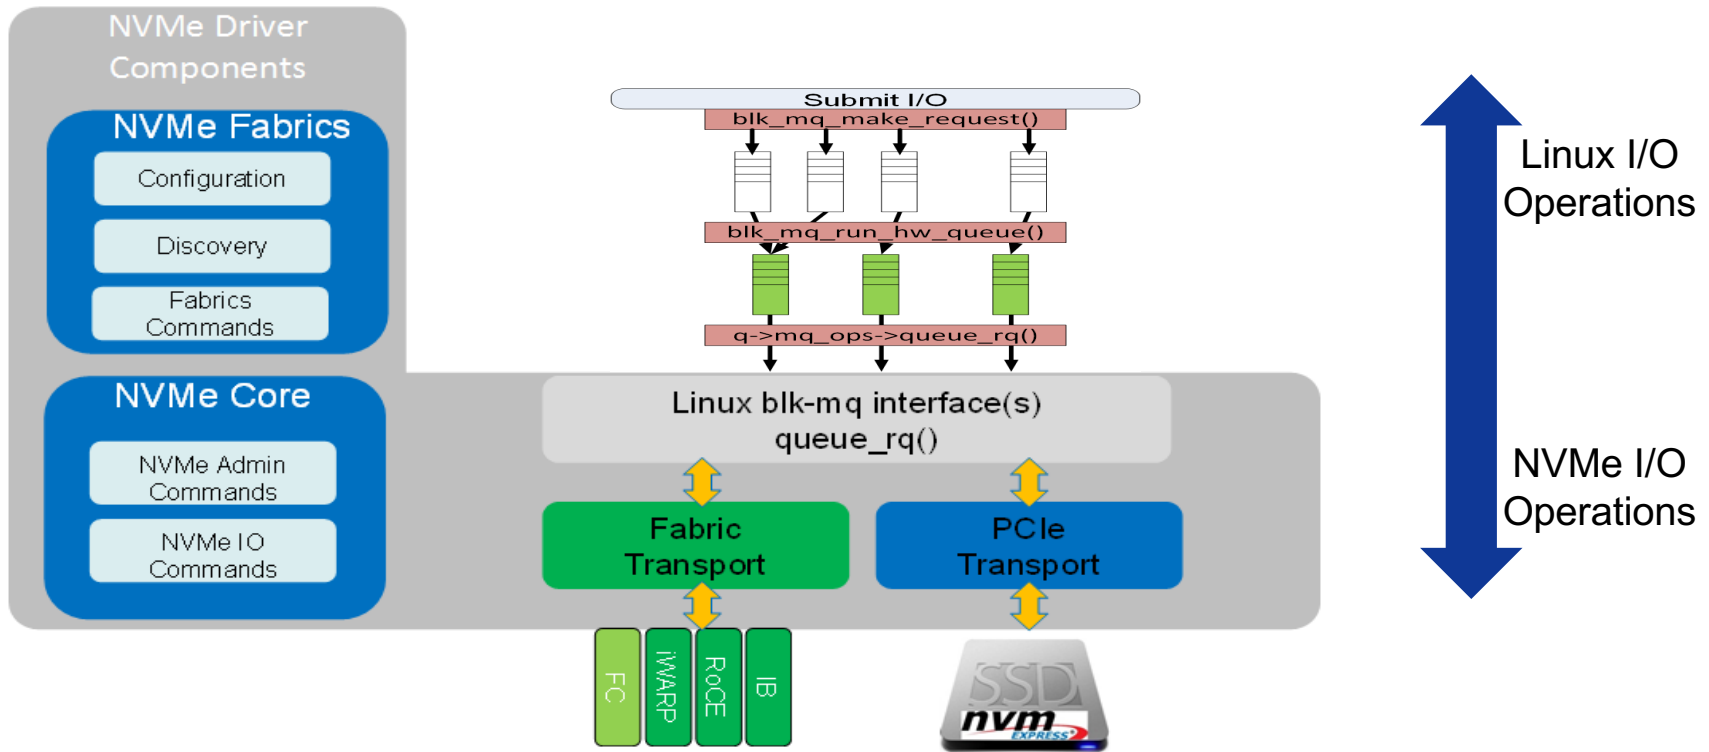 NVMe Driver
Components
NVMe Fabrics
Configuration
Discovery
Fabrics
Commands
NVMe Core
NVMe Admin
Commands
NVMe IO
Commands
Submit I/O
blk_mq_make_request()
blk_mq_run_hw_queue()
q->mq_ops->queue_rq()
Linux blk-mq interface(s)
queue_rq()
Fabric
Transport
PCIe
Transport
FC
iWARP
RoCE
IB
SSD
nvm
EXPRESS
Linux I/O
Operations
NVMe I/O
Operations